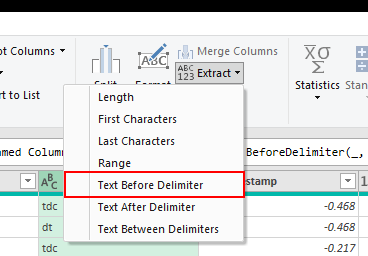 ot Columns
t to List
Split
Format
Merge Columns
ABC
123
Extract
Statistics
Stan
Length
First Characters
Last Characters
Range
Text Before Delimiter
Text After Delimiter
Text Between Delimiters
amed Colum
BeforeDelimiter(_,
ABC
stamp
tdc
-0.468
dt
-0.468
tdc
-0.217